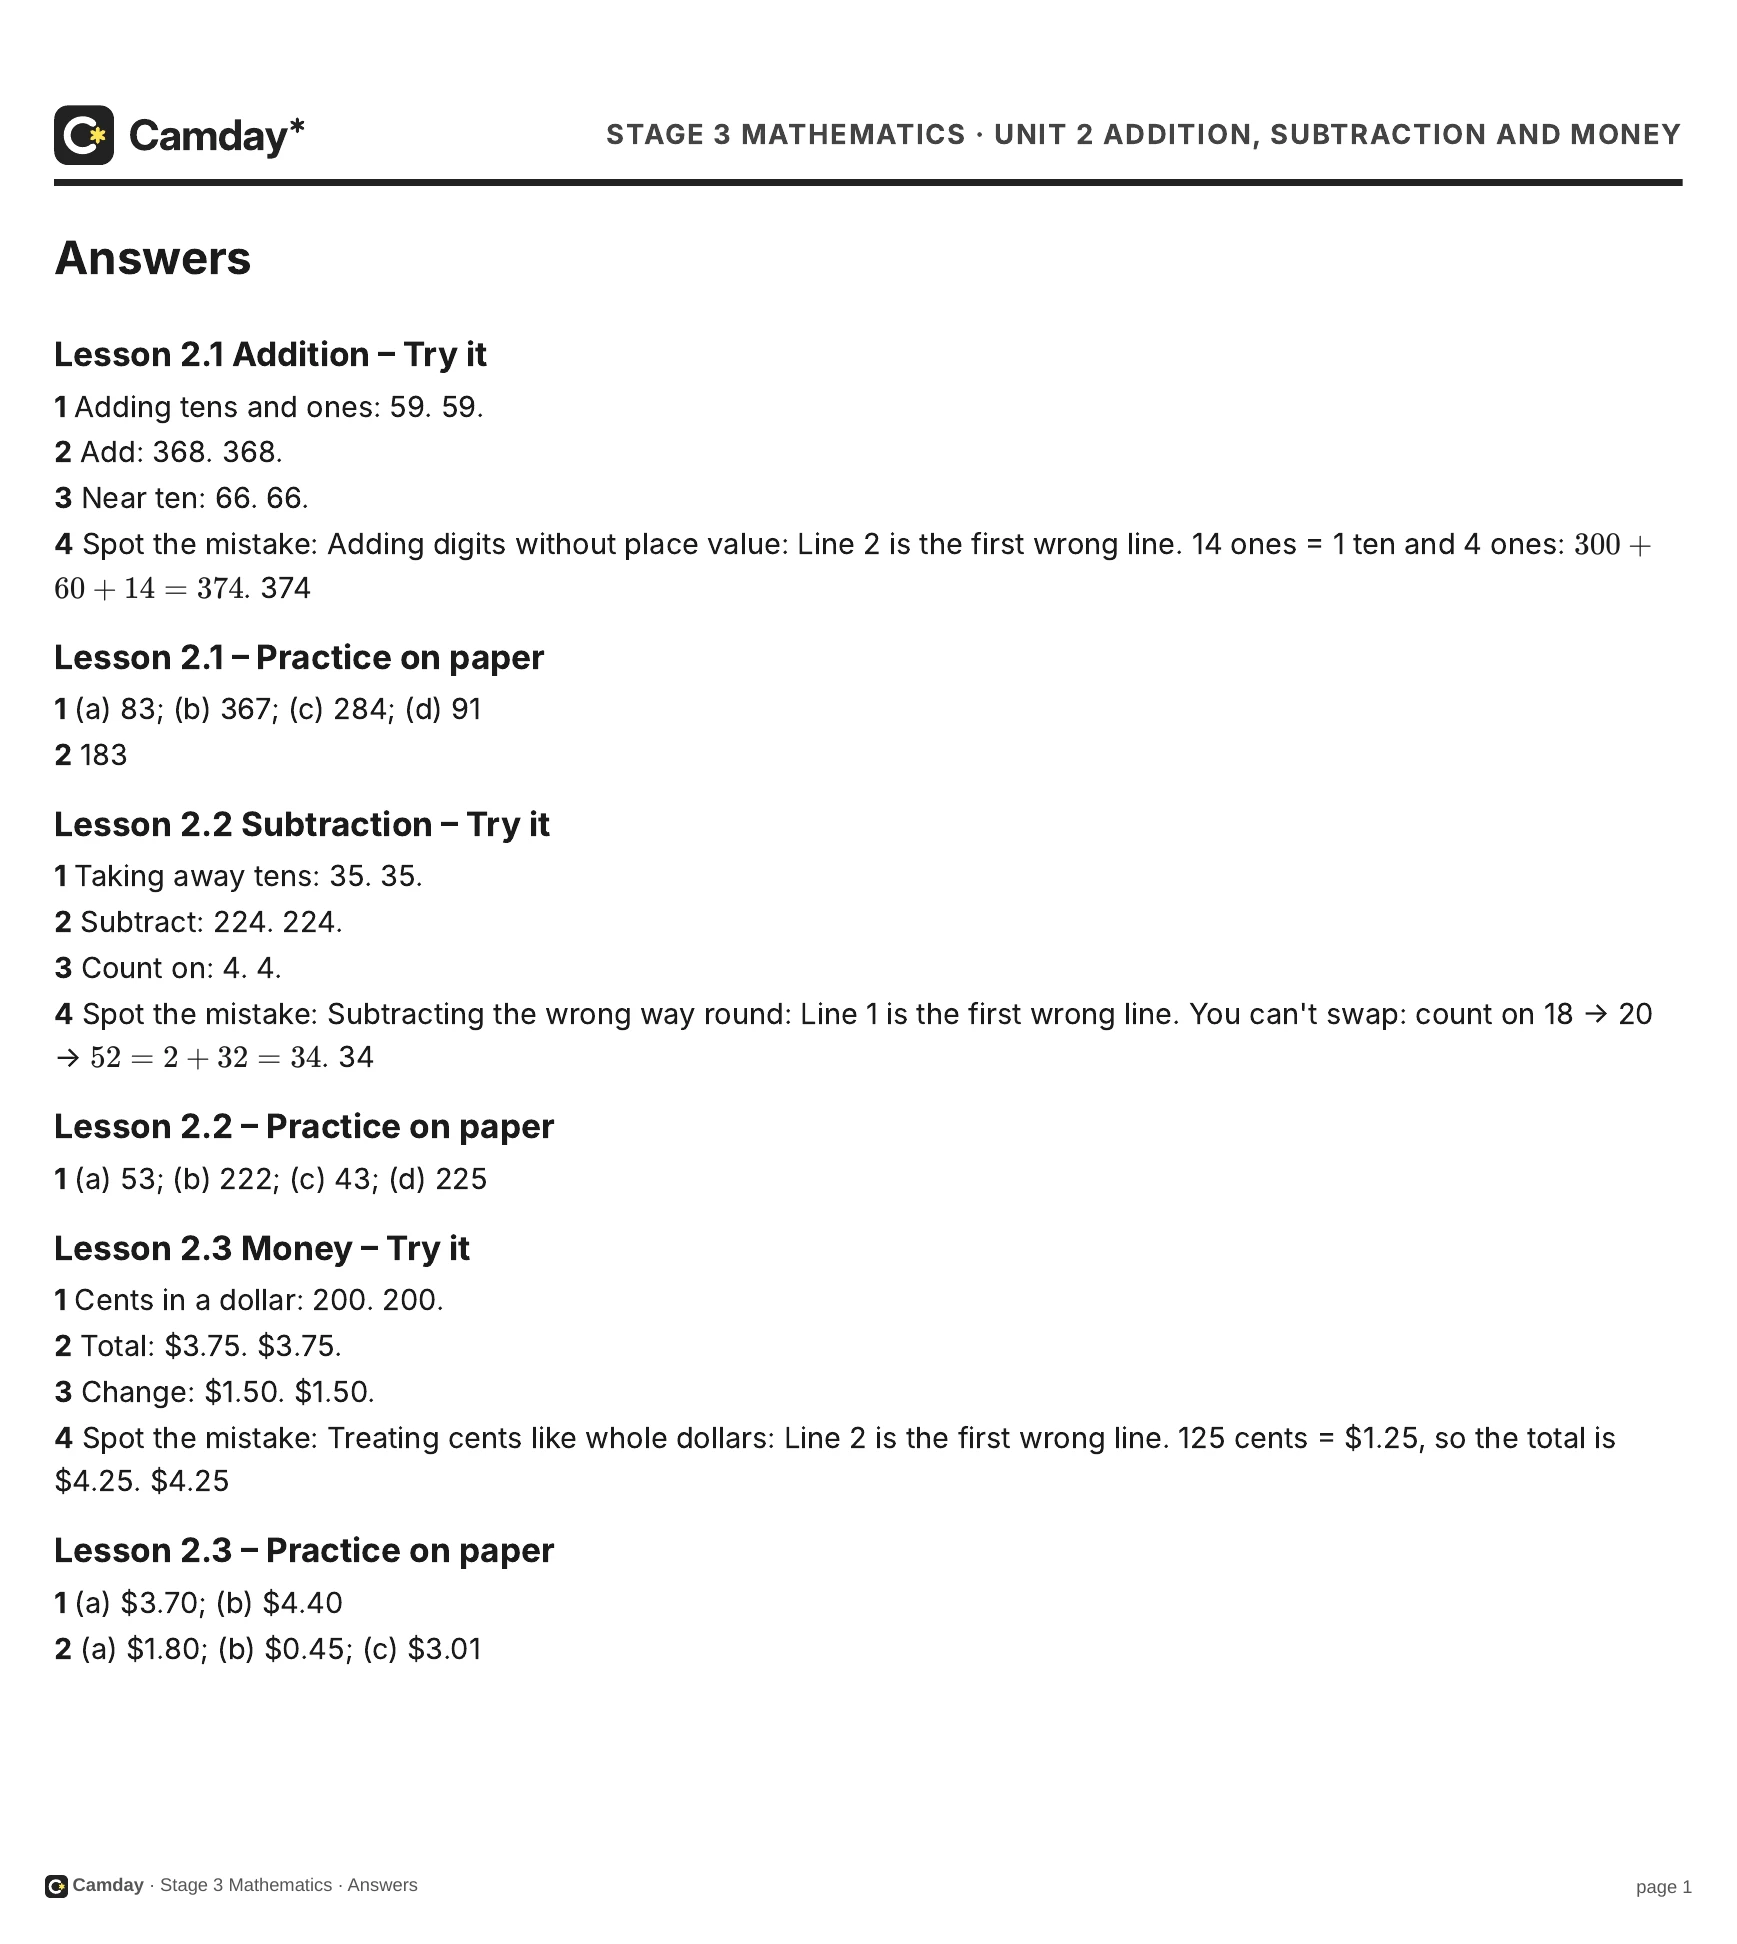 Camday*
STAGE 3 MATHEMATICS · UNIT 2 ADDITION, SUBTRACTION AND MONEY
Answers
Lesson 2.1 Addition – Try it
1 Adding tens and ones: 59. 59.
2 Add: 368. 368.
3 Near ten: 66. 66.
4 Spot the mistake: Adding digits without place value: Line 2 is the first wrong line. 14 ones = 1 ten and 4 ones: 300 +
60 + 14 = 374. 374
Lesson 2.1 – Practice on paper
1 (a) 83; (b) 367; (c) 284; (d) 91
2 183
Lesson 2.2 Subtraction – Try it
1 Taking away tens: 35. 35.
2 Subtract: 224. 224.
3 Count on: 4. 4.
4 Spot the mistake: Subtracting the wrong way round: Line 1 is the first wrong line. You can't swap: count on 18 → 20
→ 52 = 2 + 32 = 34. 34
Lesson 2.2 – Practice on paper
1 (a) 53; (b) 222; (c) 43; (d) 225
Lesson 2.3 Money – Try it
1 Cents in a dollar: 200. 200.
2 Total: $3.75. $3.75.
3 Change: $1.50. $1.50.
4 Spot the mistake: Treating cents like whole dollars: Line 2 is the first wrong line. 125 cents = $1.25, so the total is
$4.25. $4.25
Lesson 2.3 – Practice on paper
1 (a) $3.70; (b) $4.40
2 (a) $1.80; (b) $0.45; (c) $3.01
Camday · Stage 3 Mathematics · Answers
page 1